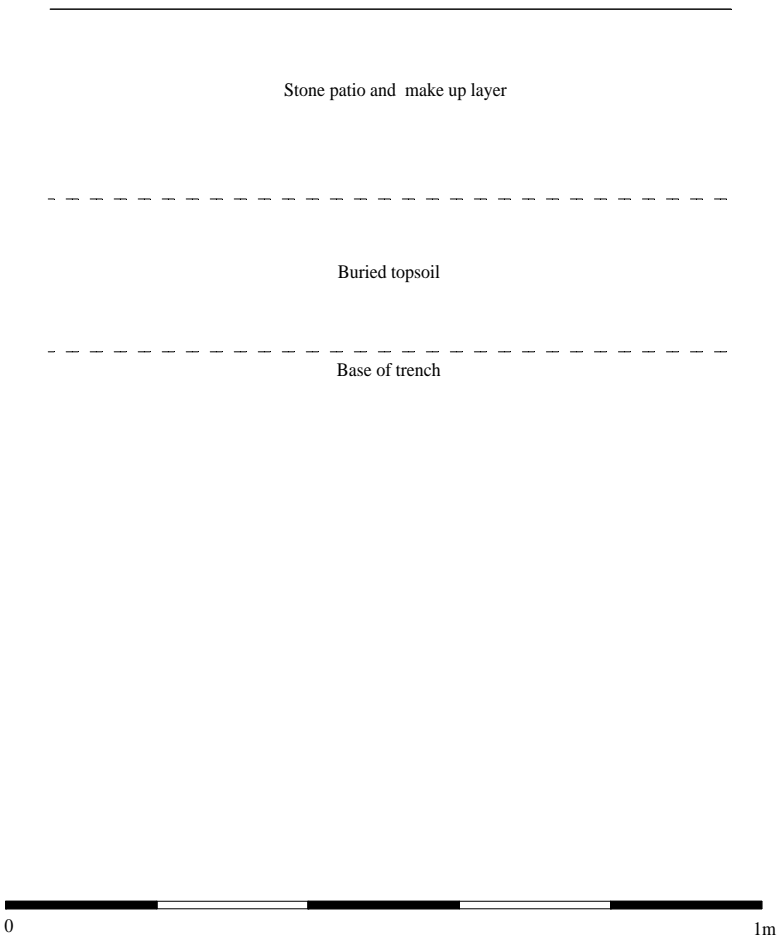 Stone patio and make up layer
Buried topsoil
Base of trench
0
1m